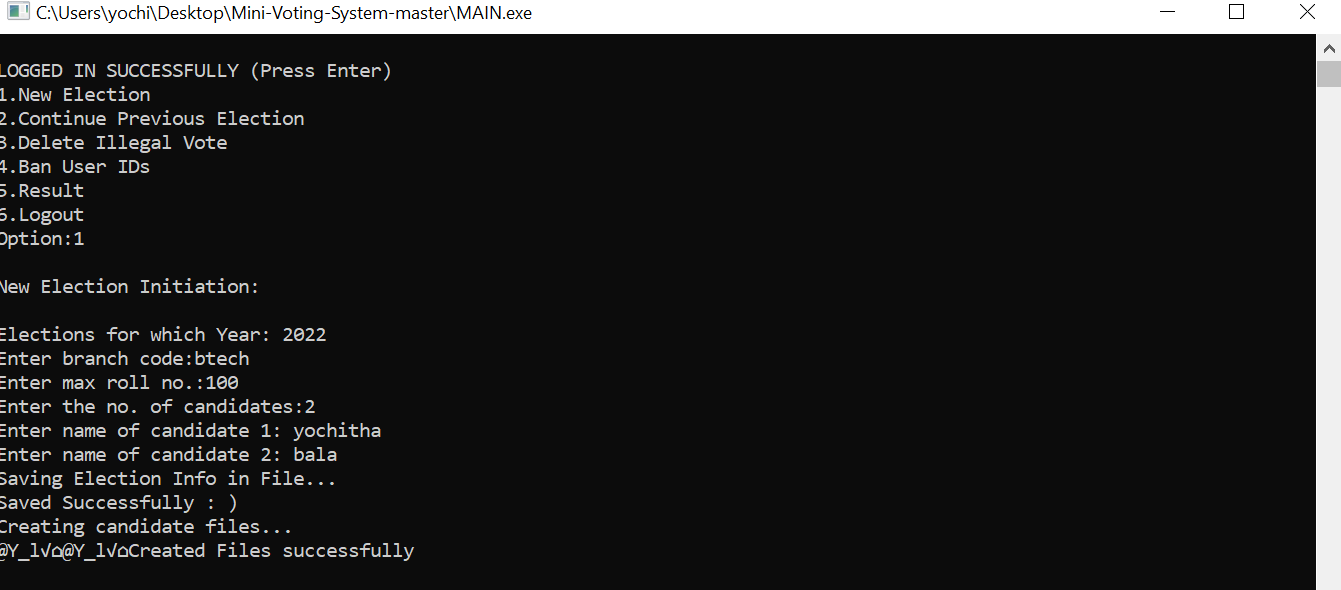 C:\Users\yochi\Desktop\Mini-Voting-System-master\MAIN.exe
LOGGED IN SUCCESSFULLY (Press Enter)
1.New Election
2.Continue Previous Election
3.Delete Illegal Vote
4.Ban User IDs
5.Result
6.Logout
Option:1
New Election Initiation:
Elections for which Year: 2022
Enter branch code:btech
Enter max roll no.:100
Enter the no. of candidates:2
Enter name of candidate 1: yochitha
Enter name of candidate 2: bala
Saving Election Info in File...
Saved Successfully : )
Creating candidate files...
@Y_l√⌂@Y_l√⌂Created Files successfully